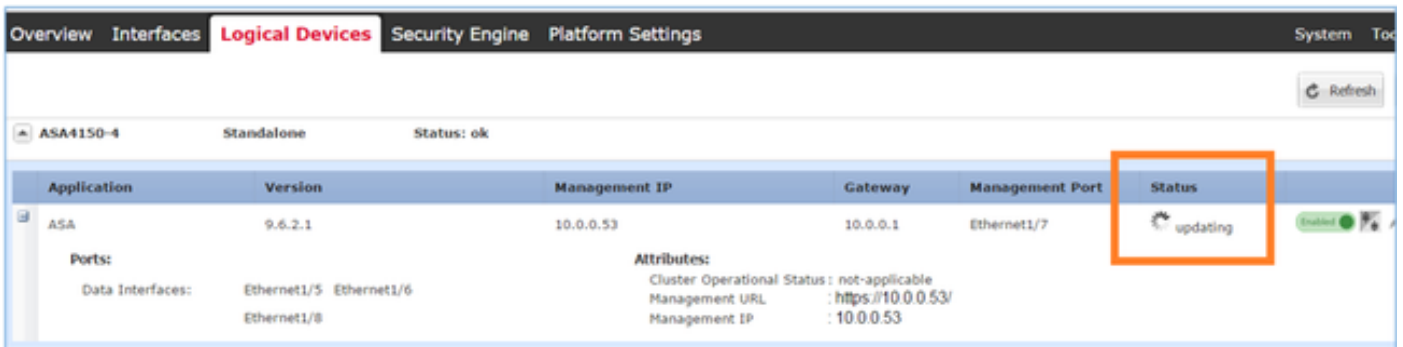 Overview Interfaces Logical Devices Security Engine Platform Settings System
Refresh
ASA4150-4 Standalone Status: ok
Application Version Management IP Gateway Management Port Status
ASA 9.6.2.1 10.0.0.53 10.0.0.1 Ethernet1/7 updating Enabled
Ports: Attributes:
Cluster Operational Status : not-applicable
Data Interfaces: Ethernet1/5 Ethernet1/6 Management URL : https://10.0.0.53/
Ethernet1/8 Management IP : 10.0.0.53